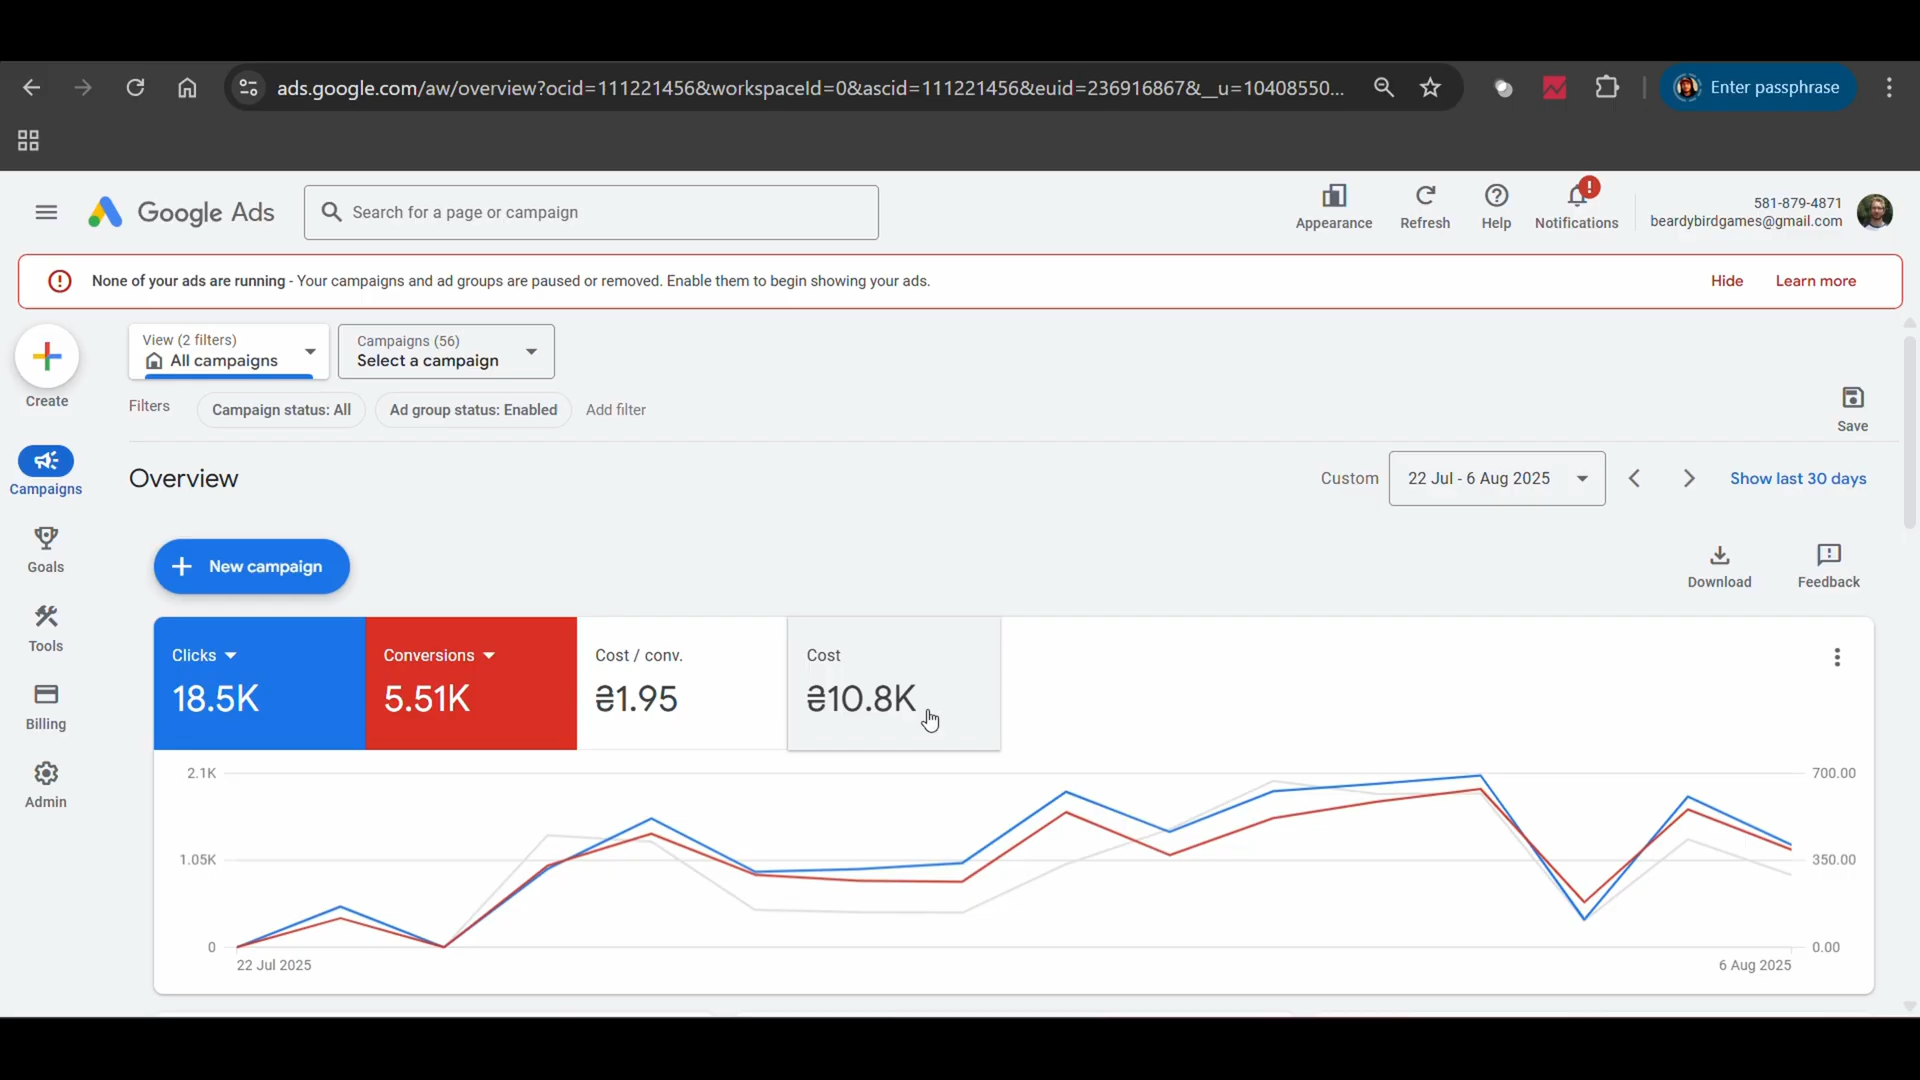 ads.google.com/aw/overview?ocid=111221456&workspaceId=0&ascid=111221456&euid=236916867&__u=10408550...
Enter passphrase
Google Ads
Search for a page or campaign
Appearance
Refresh
Help
Notifications
581-879-4871
beardybirdgames@gmail.com
None of your ads are running - Your campaigns and ad groups are paused or removed. Enable them to begin showing your ads.
Hide
Learn more
Create
View (2 filters)
All campaigns
Campaigns (56)
Select a campaign
Filters
Campaign status: All
Ad group status: Enabled
Add filter
Save
Campaigns
Goals
Tools
Billing
Admin
Overview
Custom
22 Jul - 6 Aug 2025
Show last 30 days
New campaign
Download
Feedback
Clicks
18.5K
Conversions
5.51K
Cost / conv.
₴1.95
Cost
₴10.8K
2.1K
1.05K
0
700.00
350.00
0.00
22 Jul 2025
6 Aug 2025